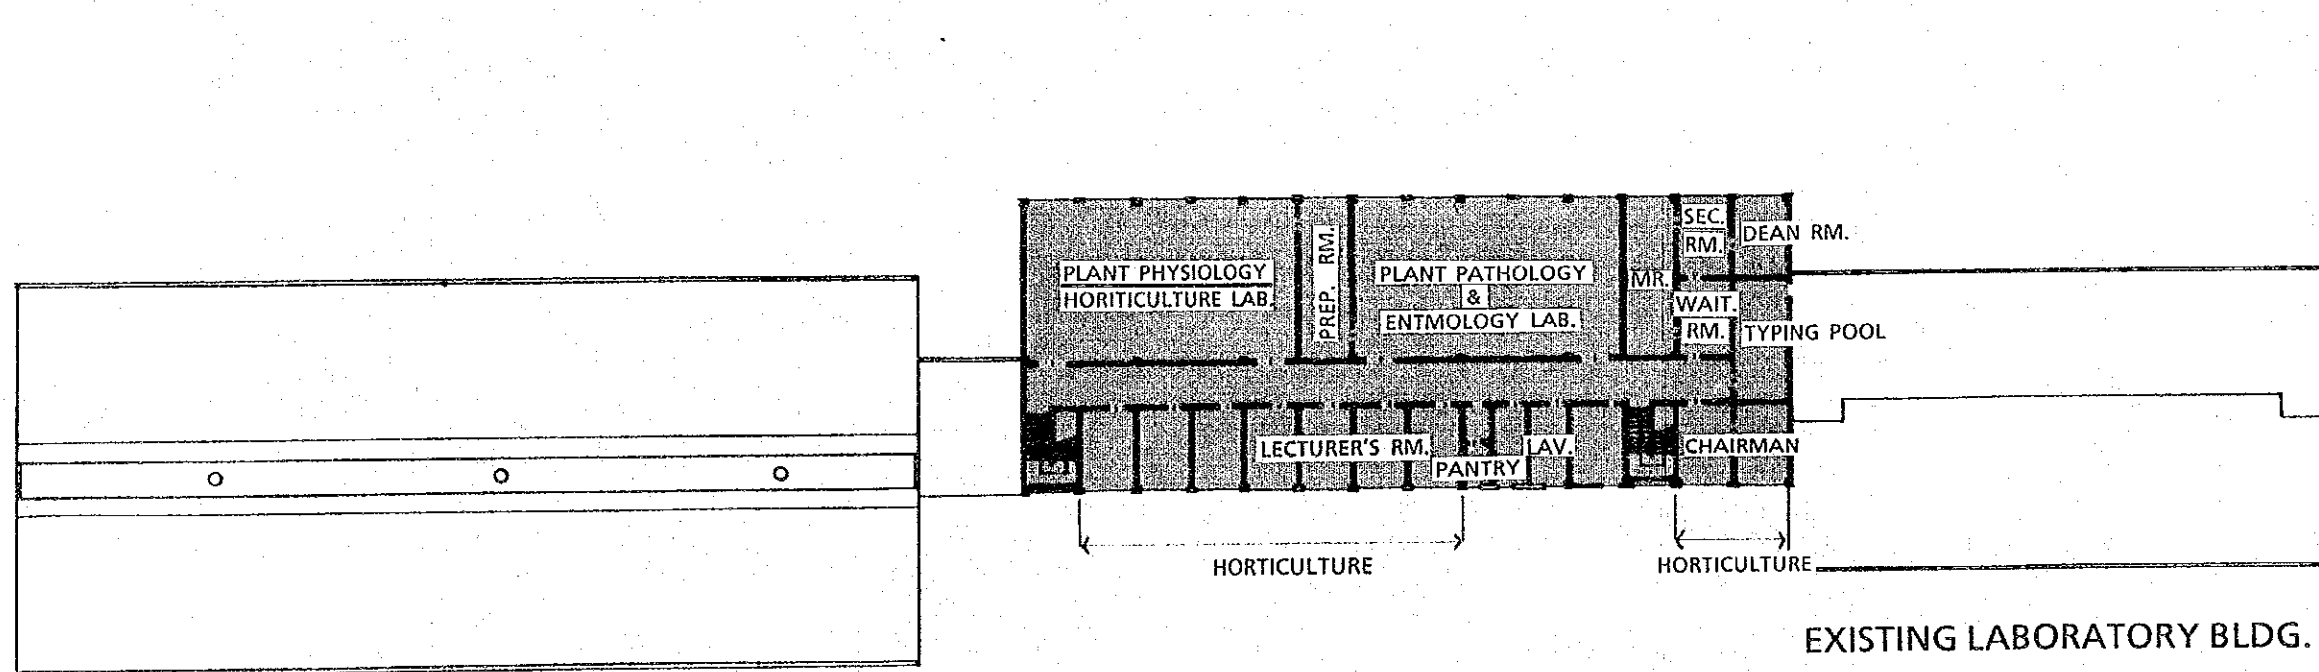 SEC.
RM.
DEAN RM.
PLANT PHYSIOLOGY
HORITICULTURE LAB.
PREP. RM.
PLANT PATHOLOGY
&
ENTMOLOGY LAB.
MR.
WAIT.
RM.
TYPING POOL
LECTURER'S RM.
PANTRY
LAV.
CHAIRMAN
HORTICULTURE
HORTICULTURE
EXISTING LABORATORY BLDG.